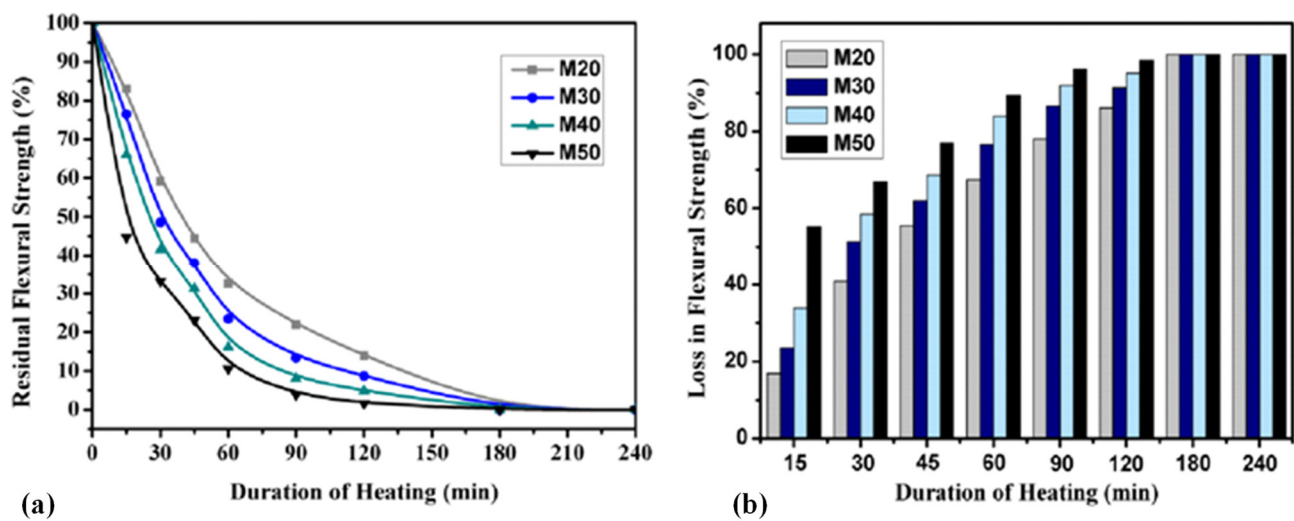 100
90
80
70
60
50
40
30
20
10
0
Residual Flexural Strength (%)
M20
M30
M40
M50
0 30 60 90 120 150 180 210 240
Duration of Heating (min)
(a)
100
80
60
40
20
0
Loss in Flexural Strength (%)
M20
M30
M40
M50
15 30 45 60 90 120 180 240
Duration of Heating (min)
(b)